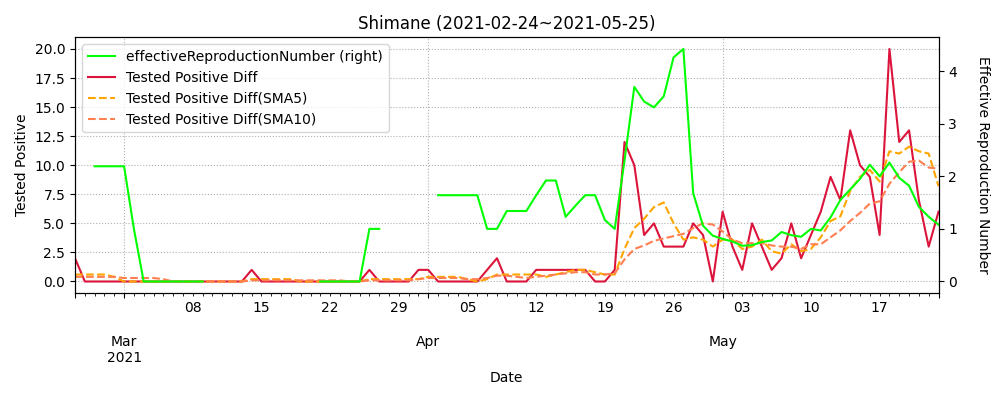 Shimane (2021-02-24~2021-05-25)
effectiveReproductionNumber (right)
Tested Positive Diff
Tested Positive Diff(SMA5)
Tested Positive Diff(SMA10)
Tested Positive
20.0
17.5
15.0
12.5
10.0
7.5
5.0
2.5
0.0
4
3
2
1
0
Effective Reproduction Number
08 15 22 29 05 12 19 26 03 10 17
Mar Apr May
2021
Date